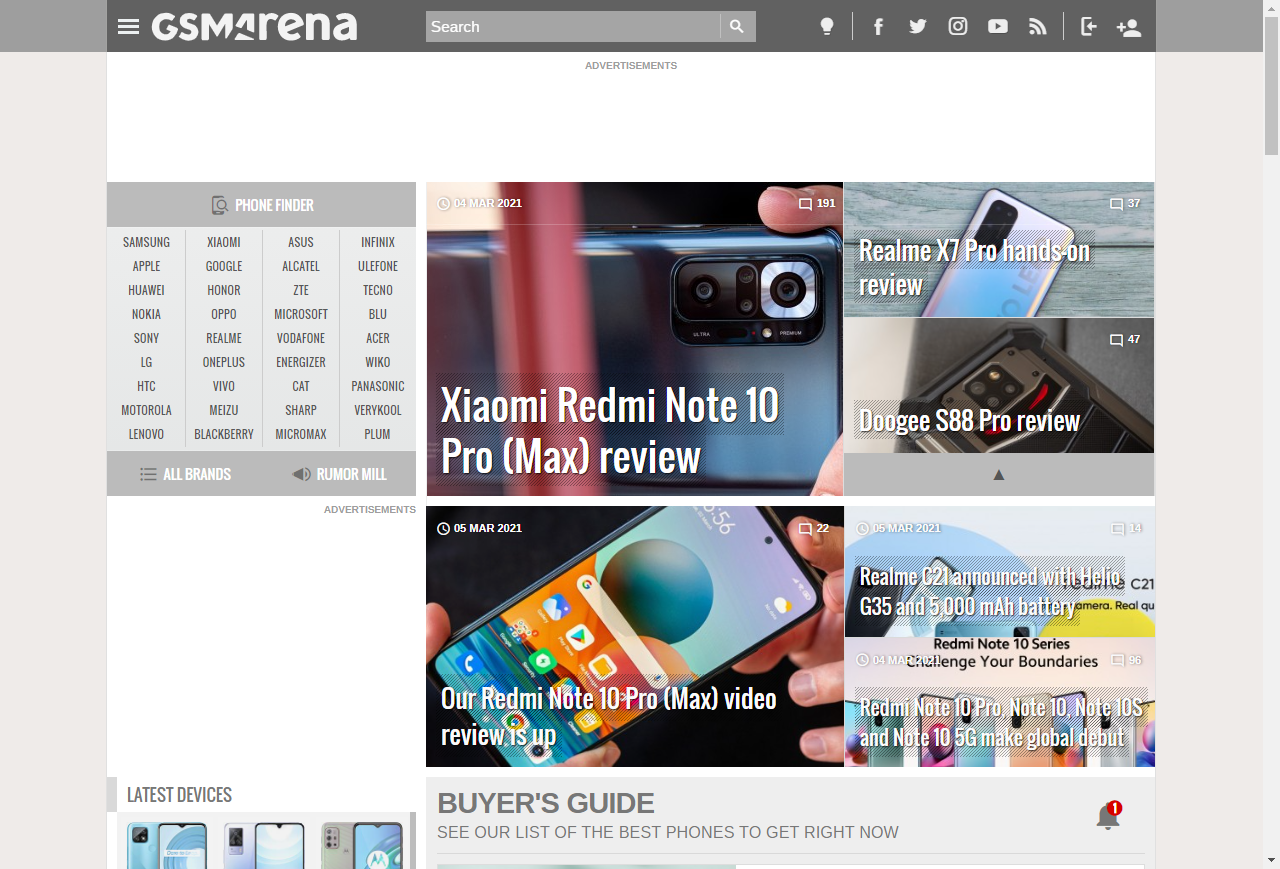 GSMArena
Search
ADVERTISEMENTS
PHONE FINDER
SAMSUNG XIAOMI ASUS INFINIX
APPLE GOOGLE ALCATEL ULEFONE
HUAWEI HONOR ZTE TECNO
NOKIA OPPO MICROSOFT BLU
SONY REALME VODAFONE ACER
LG ONEPLUS ENERGIZER WIKO
HTC VIVO CAT PANASONIC
MOTOROLA MEIZU SHARP VERYKOOL
LENOVO BLACKBERRY MICROMAX PLUM
ALL BRANDS RUMOR MILL
ADVERTISEMENTS
04 MAR 2021 191
ULTRA PREMIUM
Xiaomi Redmi Note 10
Pro (Max) review
37
Realme X7 Pro hands-on
review
47
Doogee S88 Pro review
▲
05 MAR 2021 22
Our Redmi Note 10 Pro (Max) video
review is up
05 MAR 2021 14
Realme C21 announced with Helio
G35 and 5,000 mAh battery
Redmi Note 10 Series
04 MAR 2021 96
Challenge Your Boundaries
Redmi Note 10 Pro, Note 10, Note 10S
and Note 10 5G make global debut
LATEST DEVICES
BUYER'S GUIDE
1
SEE OUR LIST OF THE BEST PHONES TO GET RIGHT NOW